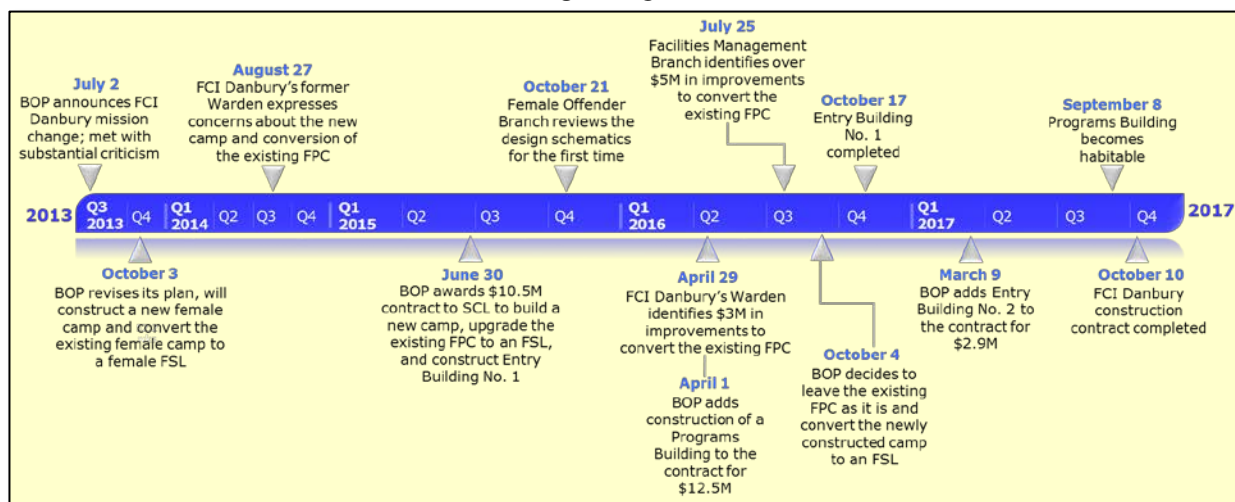 July 2
BOP announces FCI
Danbury mission
change; met with
substantial criticism
August 27
FCI Danbury's former
Warden expresses
concerns about the new
camp and conversion of
the existing FPC
October 21
Female Offender
Branch reviews the
design schematics
for the first time
July 25
Facilities Management
Branch identifies over
$5M in improvements
to convert the
existing FPC
October 17
Entry Building
No. 1
completed
September 8
Programs Building
becomes
habitable
2013
Q3
2013
Q4
Q1
2014
Q2
Q3
Q4
Q1
2015
Q2
Q3
Q4
Q1
2016
Q2
Q3
Q4
Q1
2017
Q2
Q3
Q4
2017
October 3
BOP revises its plan, will
construct a new female
camp and convert the
existing female camp to
a female FSL
June 30
BOP awards $10.5M
contract to SCL to build a
new camp, upgrade the
existing FPC to an FSL,
and construct Entry
Building No. 1
April 29
FCI Danbury's Warden
identifies $3M in
improvements to
convert the existing FPC
April 1
BOP adds
construction of a
Programs
Building to the
contract for
$12.5M
October 4
BOP decides to
leave the existing
FPC as it is and
convert the newly
constructed camp
to an FSL
March 9
BOP adds Entry
Building No. 2 to
the contract for
$2.9M
October 10
FCI Danbury
construction
contract completed